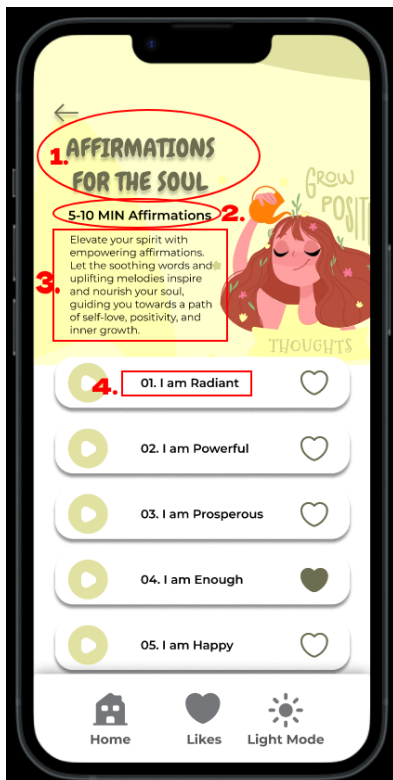 1.
AFFIRMATIONS
FOR THE SOUL
5-10 MIN Affirmations
2.
3.
Elevate your spirit with
empowering affirmations.
Let the soothing words and
uplifting melodies inspire
and nourish your soul,
guiding you towards a path
of self-love, positivity, and
inner growth.
GROW
POSIT
THOUGHTS
4.
01. I am Radiant
02. I am Powerful
03. I am Prosperous
04. I am Enough
05. I am Happy
Home
Likes
Light Mode